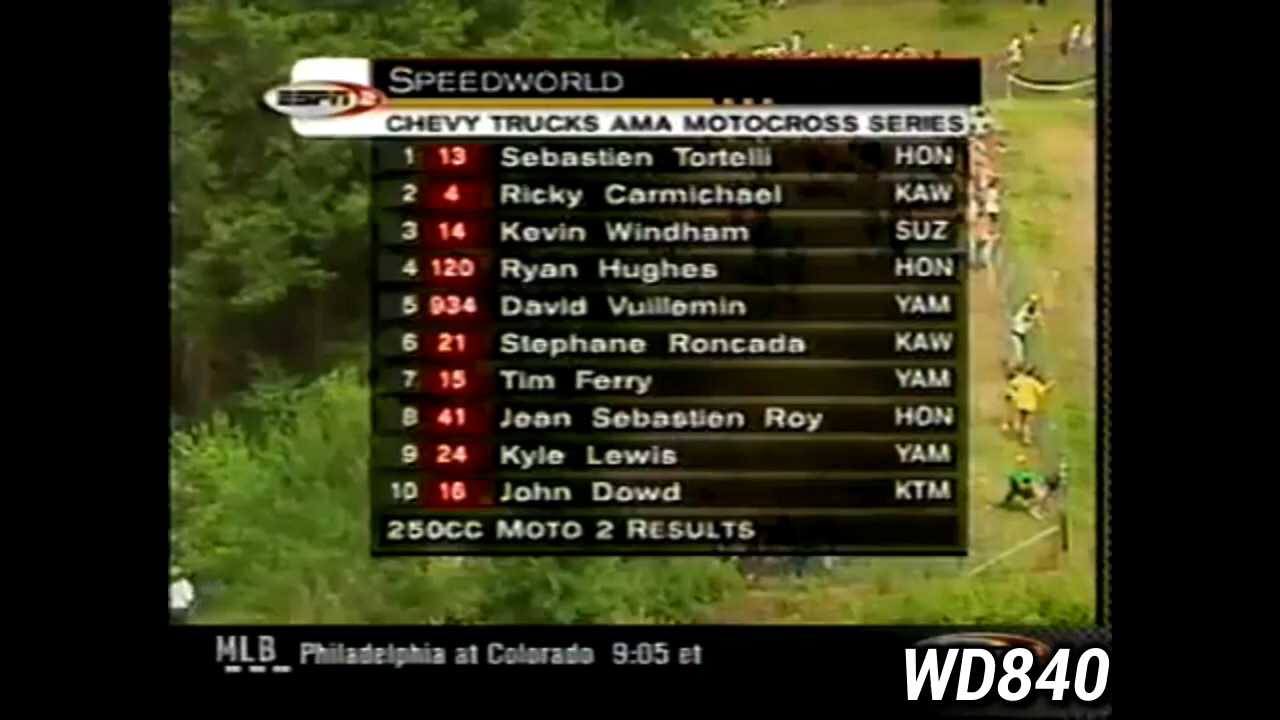 SPEEDWORLD
ESPN 2
CHEVY TRUCKS AMA MOTOCROSS SERIES
1 13 Sebastien Tortelli HON
2 4 Ricky Carmichael KAW
3 14 Kevin Windham SUZ
4 120 Ryan Hughes HON
5 934 David Vuillemin YAM
6 21 Stephane Roncada KAW
7 15 Tim Ferry YAM
8 41 Jean Sebastien Roy HON
9 24 Kyle Lewis YAM
10 16 John Dowd KTM
250CC MOTO 2 RESULTS
MLB Philadelphia at Colorado 9:05 et
WD840